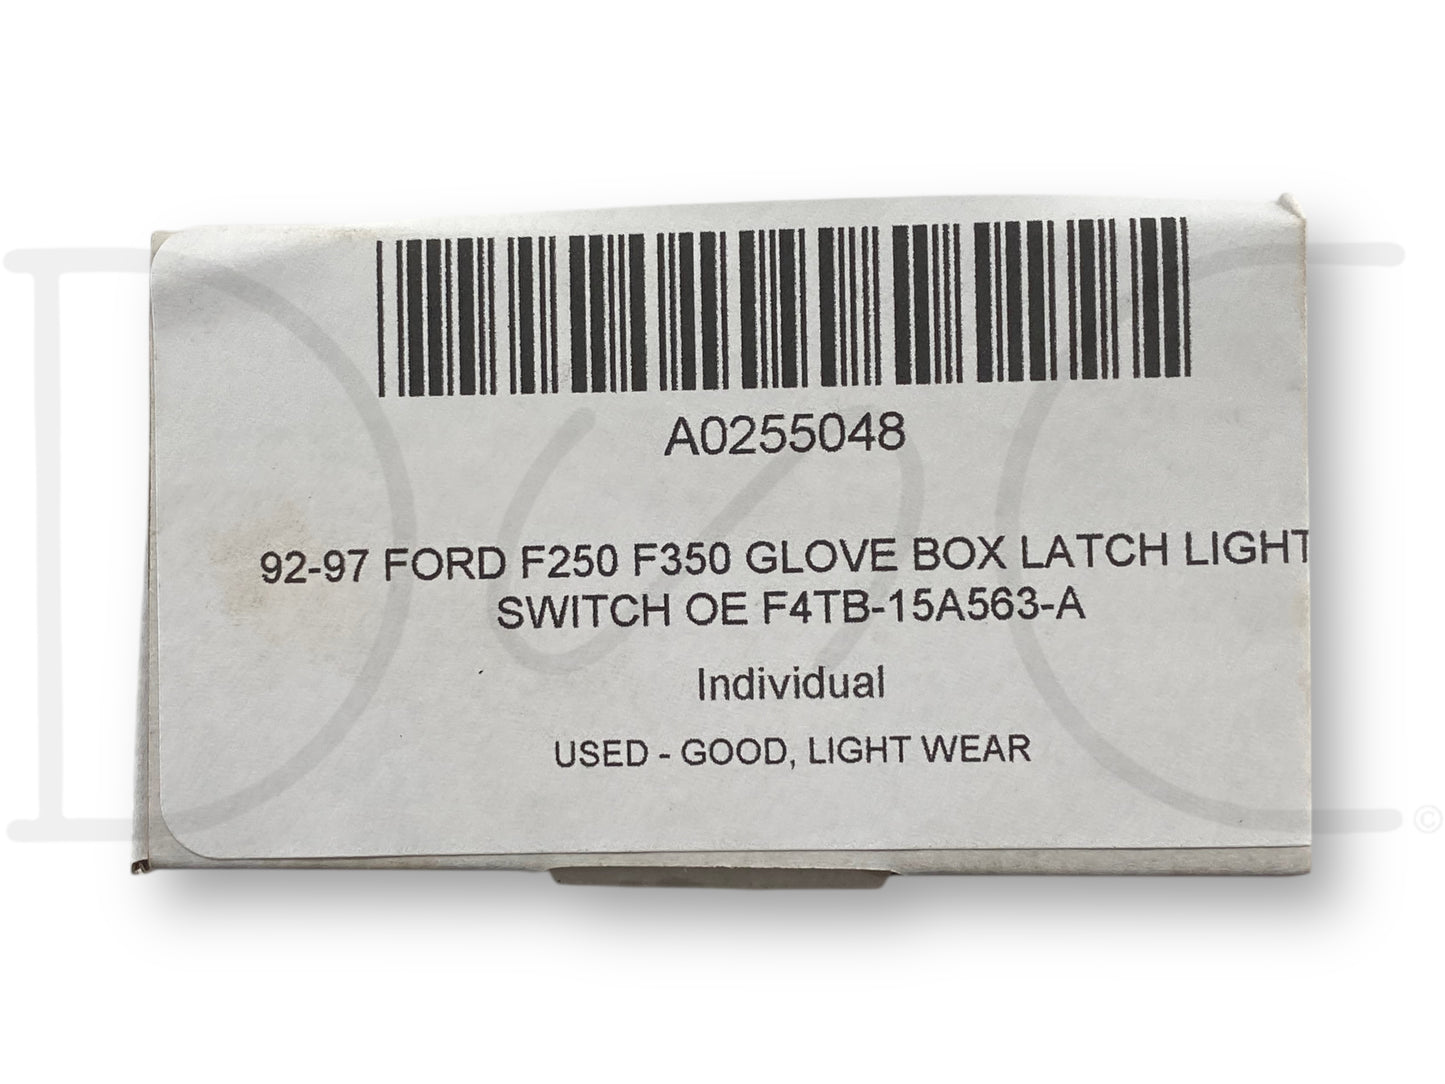 A0255048
92-97 FORD F250 F350 GLOVE BOX LATCH LIGHT
SWITCH OE F4TB-15A563-A
Individual
USED - GOOD, LIGHT WEAR
DNC
©